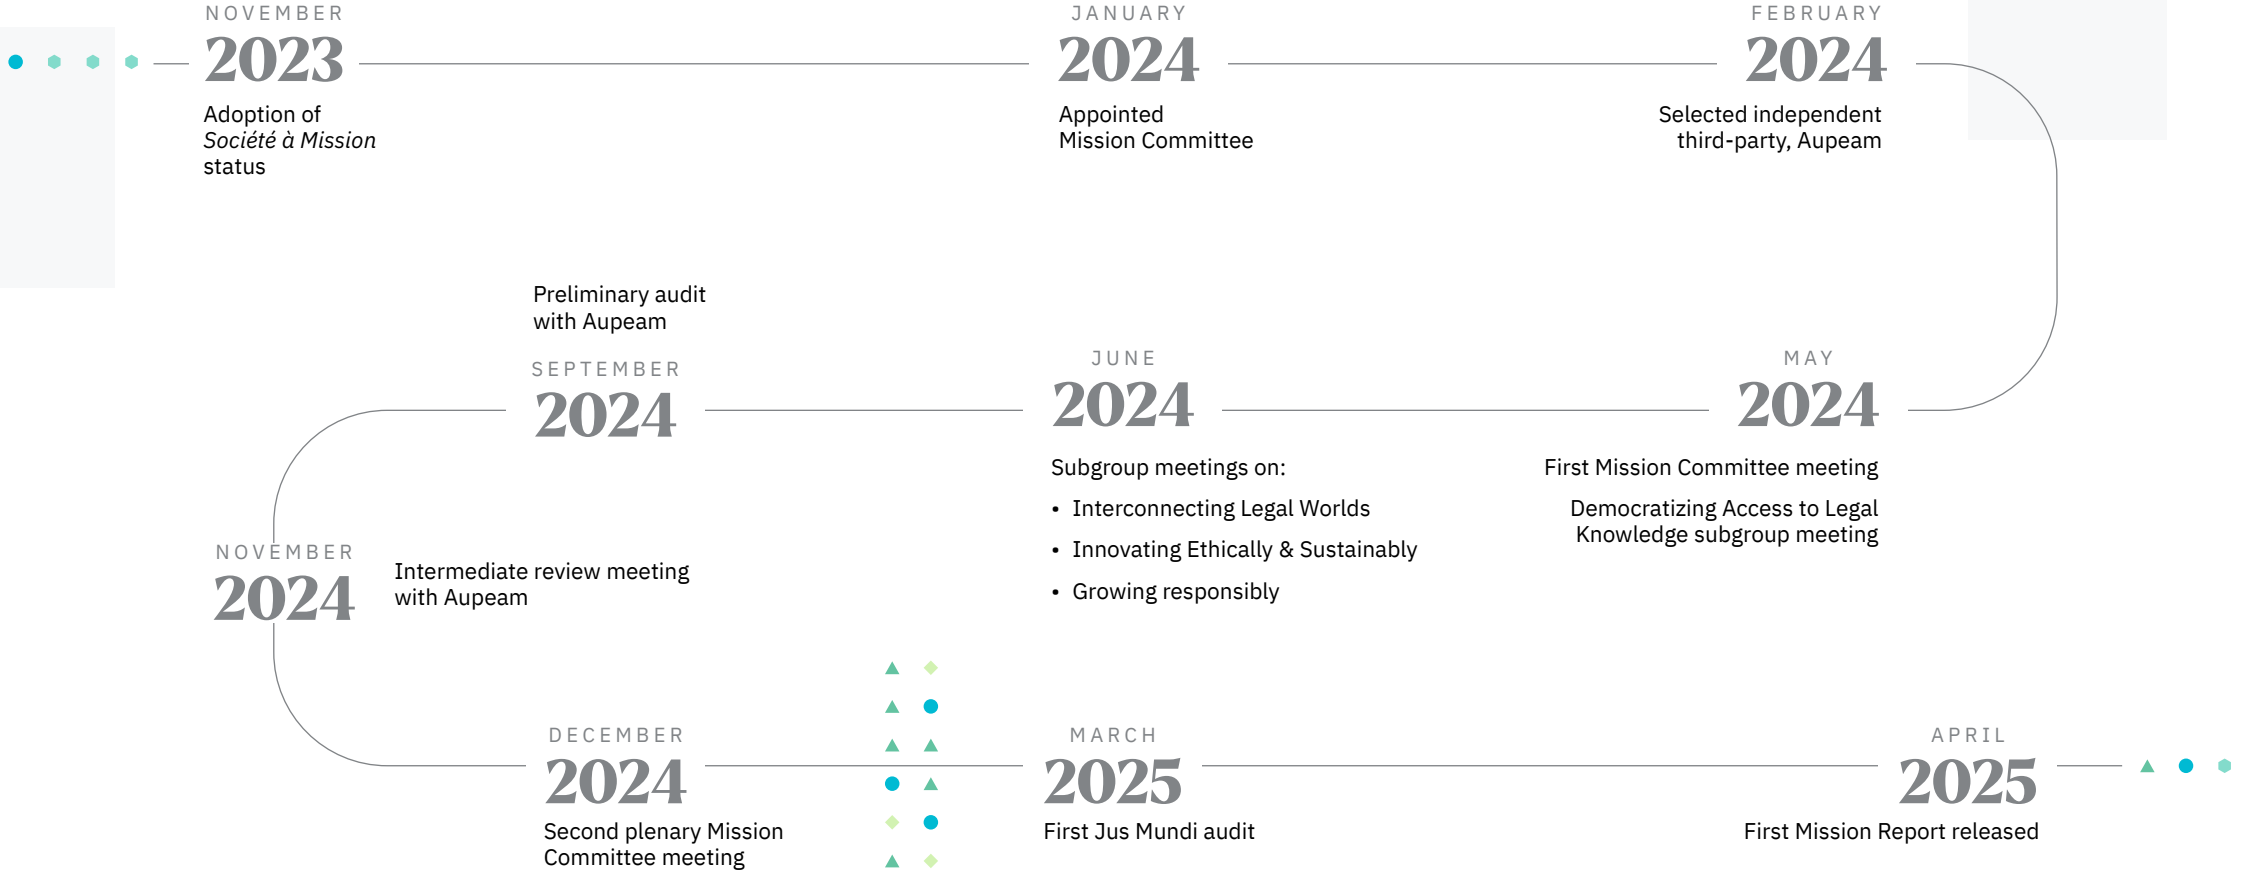 NOVEMBER
2023
Adoption of
Société à Mission
status
JANUARY
2024
Appointed
Mission Committee
FEBRUARY
2024
Selected independent
third-party, Aupeam
MAY
2024
First Mission Committee meeting
Democratizing Access to Legal
Knowledge subgroup meeting
JUNE
2024
Subgroup meetings on:
• Interconnecting Legal Worlds
• Innovating Ethically & Sustainably
• Growing responsibly
Preliminary audit
with Aupeam
SEPTEMBER
2024
NOVEMBER
2024
Intermediate review meeting
with Aupeam
DECEMBER
2024
Second plenary Mission
Committee meeting
MARCH
2025
First Jus Mundi audit
APRIL
2025
First Mission Report released